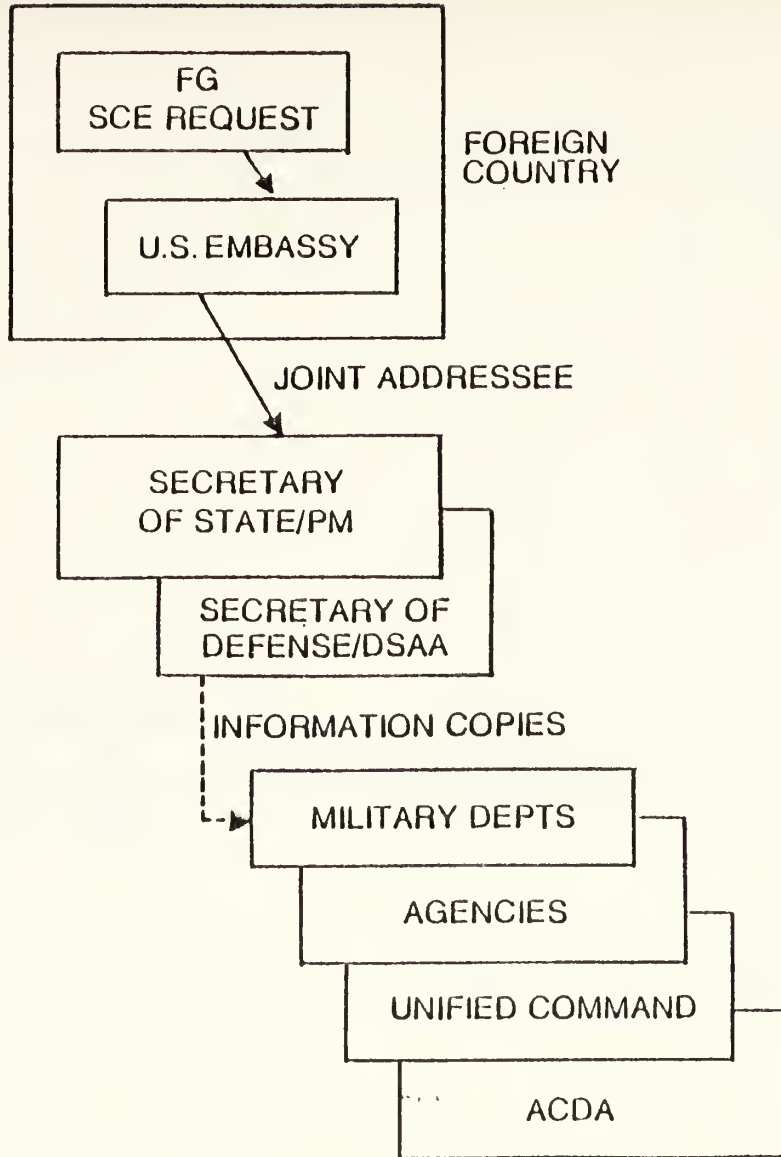 FG
SCE REQUEST
FOREIGN
COUNTRY
U.S. EMBASSY
JOINT ADDRESSEE
SECRETARY
OF STATE/PM
SECRETARY OF
DEFENSE/DSAA
INFORMATION COPIES
MILITARY DEPTS
AGENCIES
UNIFIED COMMAND
ACDA